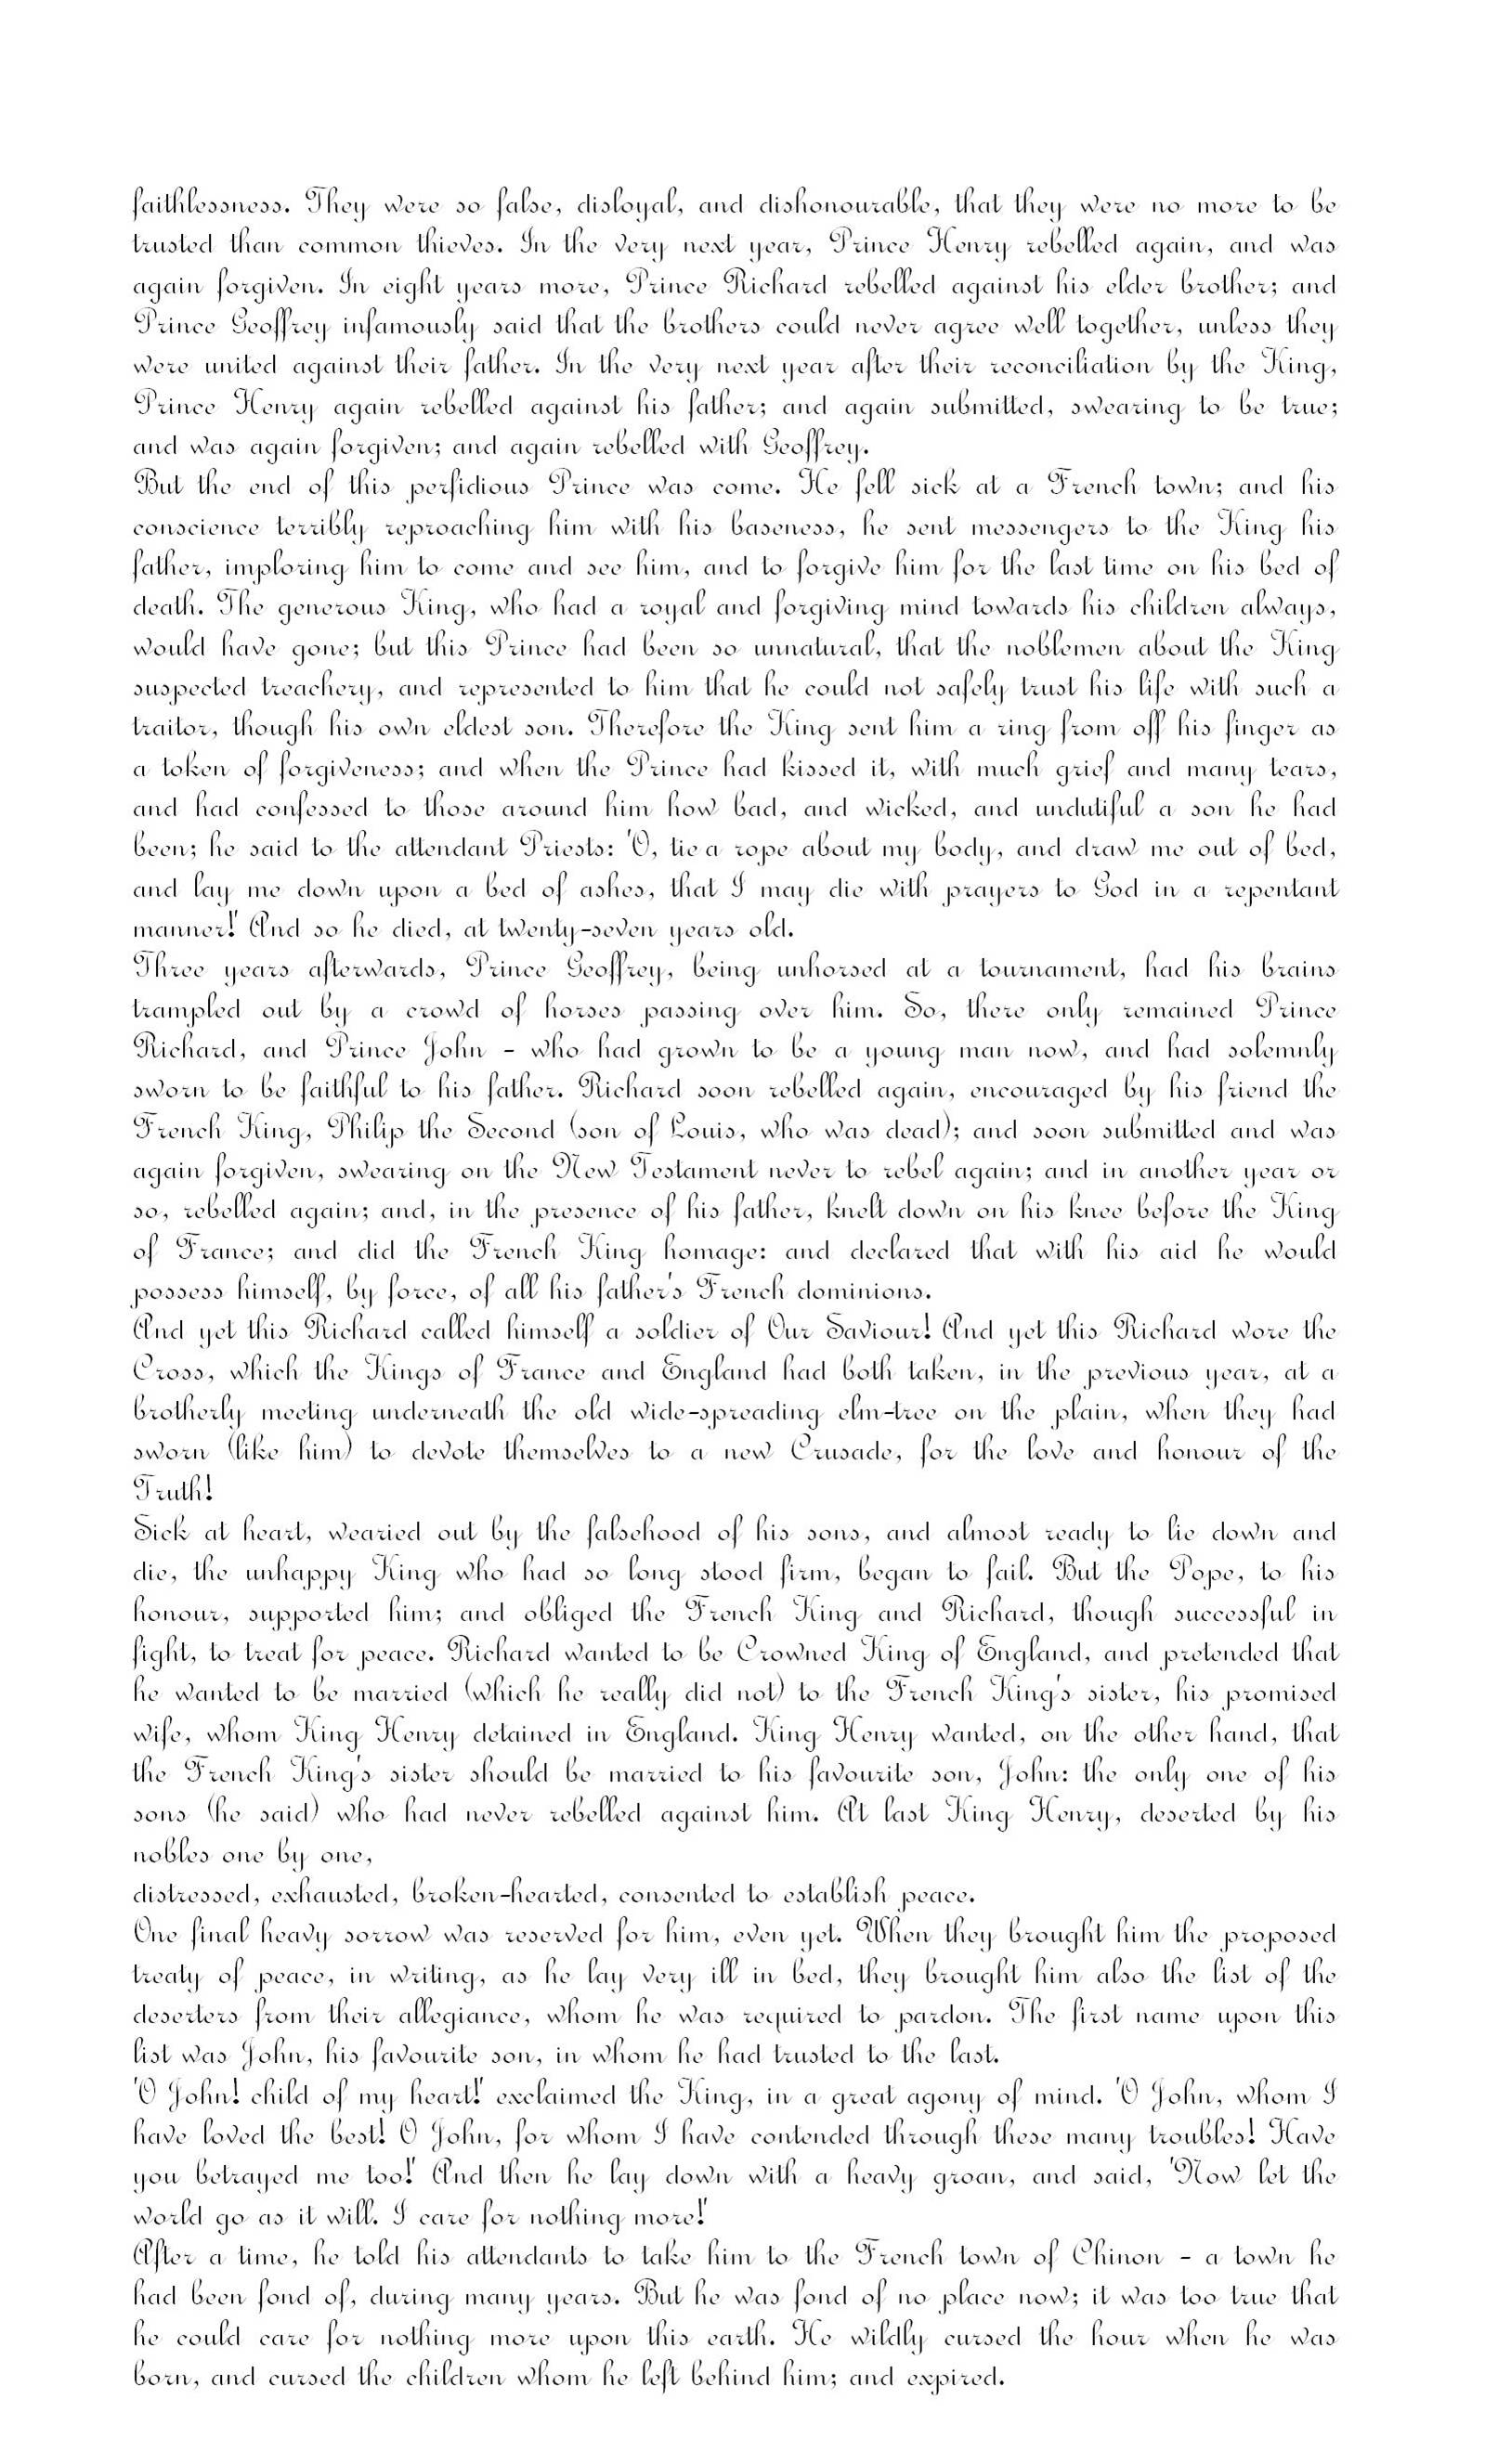 faithlessness. They were so false, disloyal, and dishonourable, that they were no more to be
trusted than common thieves. In the very next year, Prince Henry rebelled again, and was
again forgiven. In eight years more, Prince Richard rebelled against his elder brother; and
Prince Geoffrey infamously said that the brothers could never agree well together, unless they
were united against their father. In the very next year after their reconciliation by the King,
Prince Henry again rebelled against his father; and again submitted, swearing to be true;
and was again forgiven; and again rebelled with Geoffrey.
But the end of this perfidious Prince was come. He fell sick at a French town; and his
conscience terribly reproaching him with his baseness, he sent messengers to the King his
father, imploring him to come and see him, and to forgive him for the last time on his bed of
death. The generous King, who had a royal and forgiving mind towards his children always,
would have gone; but this Prince had been so unnatural, that the noblemen about the King
suspected treachery, and represented to him that he could not safely trust his life with such a
traitor, though his own eldest son. Therefore the King sent him a ring from off his finger as
a token of forgiveness; and when the Prince had kissed it, with much grief and many tears,
and had confessed to those around him how bad, and wicked, and undutiful a son he had
been; he said to the attendant Priests: 'O, tie a rope about my body, and draw me out of bed,
and lay me down upon a bed of ashes, that I may die with prayers to God in a repentant
manner!' And so he died, at twenty-seven years old.
Three years afterwards, Prince Geoffrey, being unhorsed at a tournament, had his brains
trampled out by a crowd of horses passing over him. So, there only remained Prince
Richard, and Prince John - who had grown to be a young man now, and had solemnly
sworn to be faithful to his father. Richard soon rebelled again, encouraged by his friend the
French King, Philip the Second (son of Louis, who was dead); and soon submitted and was
again forgiven, swearing on the New Testament never to rebel again; and in another year or
so, rebelled again; and, in the presence of his father, knelt down on his knee before the King
of France; and did the French King homage: and declared that with his aid he would
possess himself, by force, of all his father's French dominions.
And yet this Richard called himself a soldier of Our Saviour! And yet this Richard wore the
Cross, which the Kings of France and England had both taken, in the previous year, at a
brotherly meeting underneath the old wide-spreading elm-tree on the plain, when they had
sworn (like him) to devote themselves to a new Crusade, for the love and honour of the
Truth!
Sick at heart, wearied out by the falsehood of his sons, and almost ready to lie down and
die, the unhappy King who had so long stood firm, began to fail. But the Pope, to his
honour, supported him; and obliged the French King and Richard, though successful in
fight, to treat for peace. Richard wanted to be Crowned King of England, and pretended that
he wanted to be married (which he really did not) to the French King's sister, his promised
wife, whom King Henry detained in England. King Henry wanted, on the other hand, that
the French King's sister should be married to his favourite son, John: the only one of his
sons (he said) who had never rebelled against him. At last King Henry, deserted by his
nobles one by one,
distressed, exhausted, broken-hearted, consented to establish peace.
One final heavy sorrow was reserved for him, even yet. When they brought him the proposed
treaty of peace, in writing, as he lay very ill in bed, they brought him also the list of the
deserters from their allegiance, whom he was required to pardon. The first name upon this
list was John, his favourite son, in whom he had trusted to the last.
'O John! child of my heart!' exclaimed the King, in a great agony of mind. 'O John, whom I
have loved the best! O John, for whom I have contended through these many troubles! Have
you betrayed me too!' And then he lay down with a heavy groan, and said, 'Now let the
world go as it will. I care for nothing more!'
After a time, he told his attendants to take him to the French town of Chinon - a town he
had been fond of, during many years. But he was fond of no place now; it was too true that
he could care for nothing more upon this earth. He wildly cursed the hour when he was
born, and cursed the children whom he left behind him; and expired.